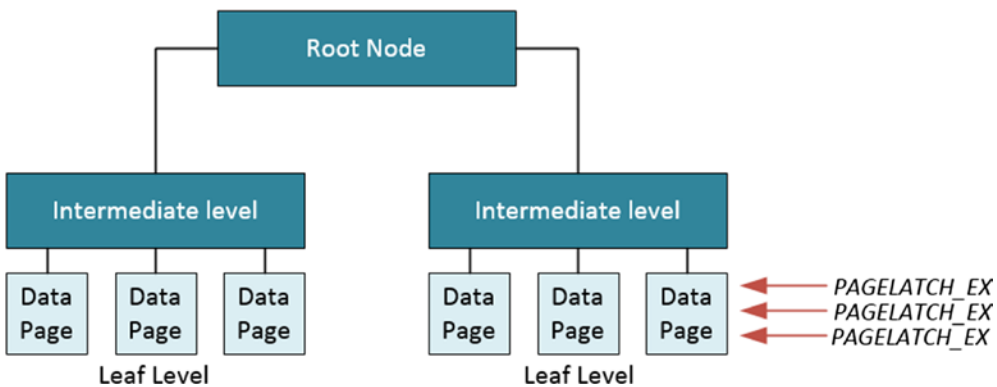 Root Node
Intermediate level
Intermediate level
Data
Page
Data
Page
Data
Page
Data
Page
Data
Page
Data
Page
PAGELATCH_EX
PAGELATCH_EX
PAGELATCH_EX
Leaf Level
Leaf Level